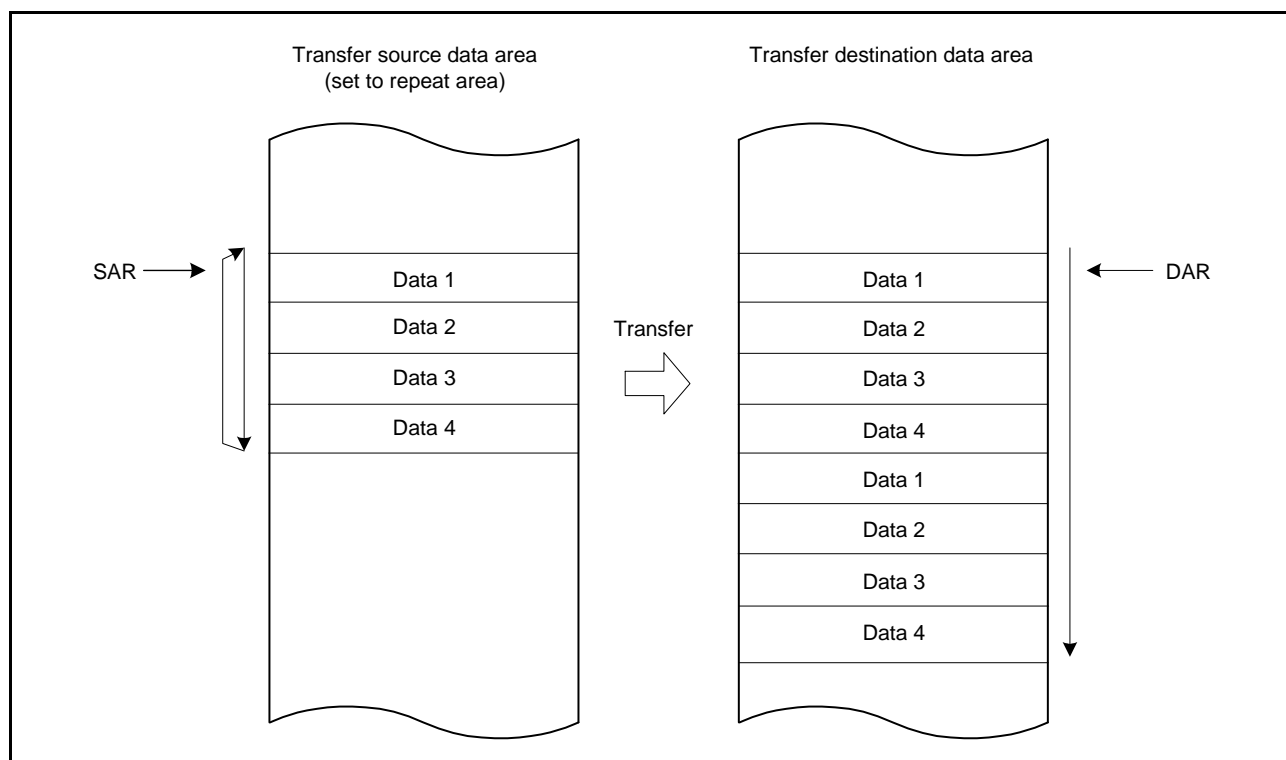 Transfer source data area
(set to repeat area)
Transfer destination data area
SAR
Data 1
Data 2
Data 3
Data 4
Transfer
Data 1
Data 2
Data 3
Data 4
Data 1
Data 2
Data 3
Data 4
DAR